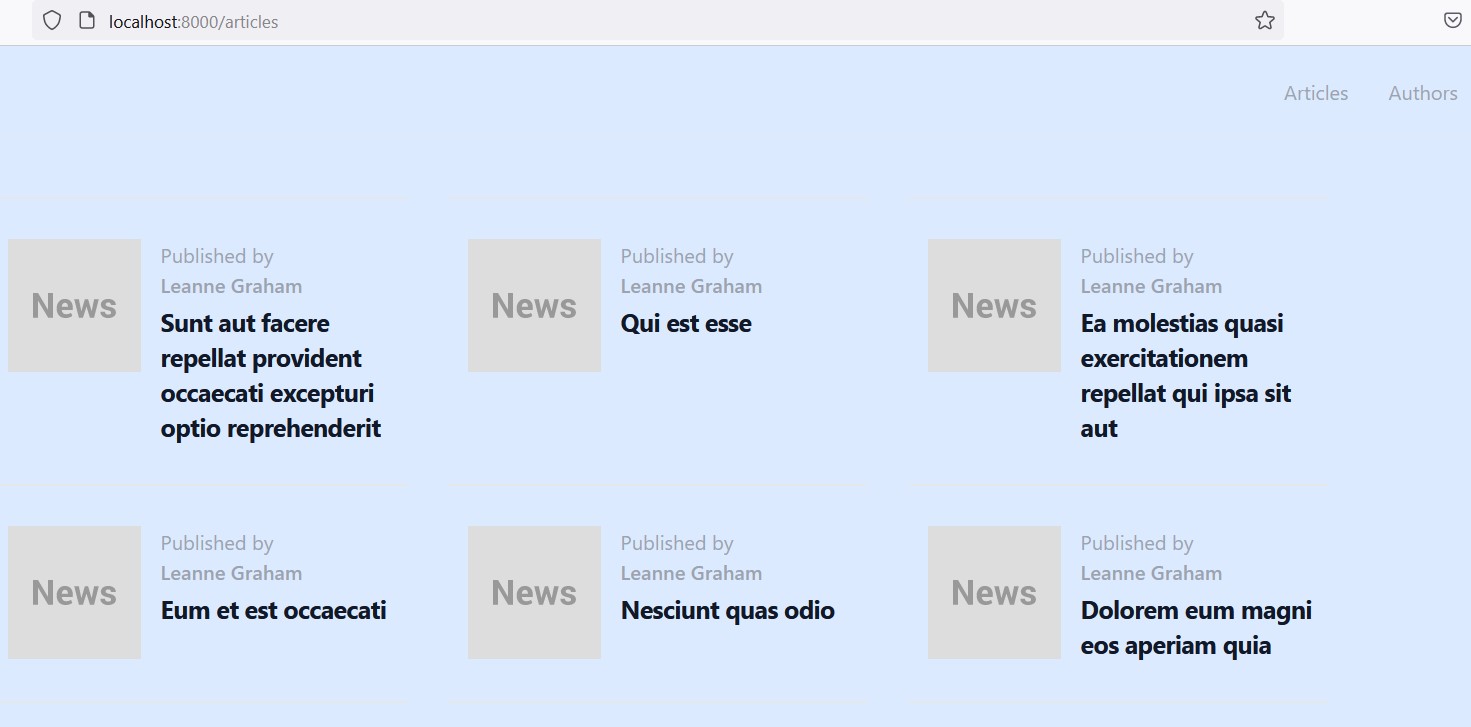 localhost:8000/articles
Articles
Authors
News
Published by
Leanne Graham
Sunt aut facere
repellat provident
occaecati excepturi
optio reprehenderit
News
Published by
Leanne Graham
Qui est esse
News
Published by
Leanne Graham
Ea molestias quasi
exercitationem
repellat qui ipsa sit
aut
News
Published by
Leanne Graham
Eum et est occaecati
News
Published by
Leanne Graham
Nesciunt quas odio
News
Published by
Leanne Graham
Dolorem eum magni
eos aperiam quia